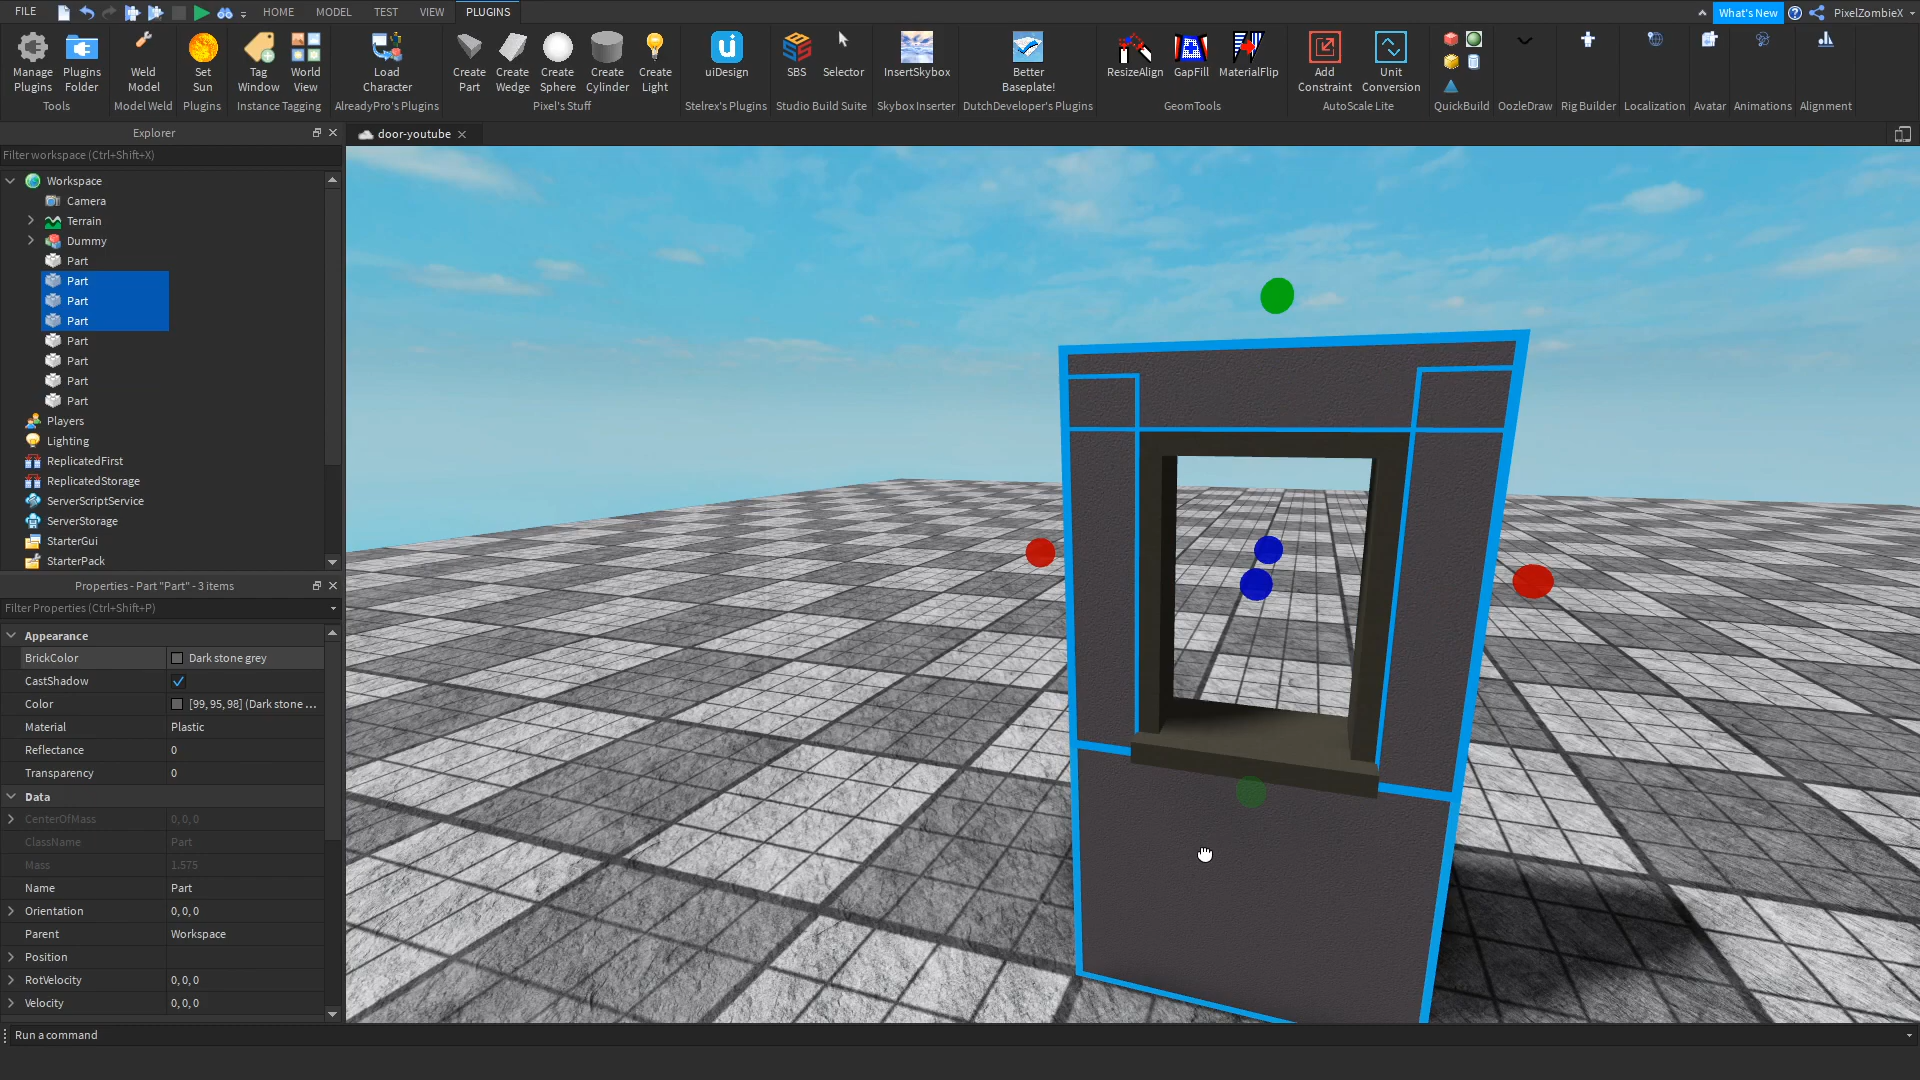 FILE
HOME MODEL TEST VIEW PLUGINS
What's New PixelZombieX
Manage Plugins
Plugins Folder
Tools
Weld Model
Model Weld
Set Sun
Plugins
Tag Window
World View
Instance Tagging
Load Character
AlreadyPro's Plugins
Create Part
Create Wedge
Create Sphere
Create Cylinder
Create Light
Pixel's Stuff
ui
uiDesign
Stelrex's Plugins
SBS
Selector
Studio Build Suite
InsertSkybox
Skybox Inserter
Better Baseplate!
DutchDeveloper's Plugins
ResizeAlign GapFill MaterialFlip
GeomTools
Add Constraint
Unit Conversion
AutoScale Lite
QuickBuild OozleDraw Rig Builder Localization Avatar Animations Alignment
Explorer
door-youtube
Filter workspace (Ctrl+Shift+X)
Workspace
Camera
Terrain
Dummy
Part
Part
Part
Part
Part
Part
Part
Part
Players
Lighting
ReplicatedFirst
ReplicatedStorage
ServerScriptService
ServerStorage
StarterGui
StarterPack
Properties - Part "Part" - 3 items
Filter Properties (Ctrl+Shift+P)
Appearance
BrickColor Dark stone grey
CastShadow
Color [99, 95, 98] (Dark stone ...
Material Plastic
Reflectance 0
Transparency 0
Data
CenterOfMass 0, 0, 0
ClassName Part
Mass 1.575
Name Part
Orientation 0, 0, 0
Parent Workspace
Position
RotVelocity 0, 0, 0
Velocity 0, 0, 0
Run a command